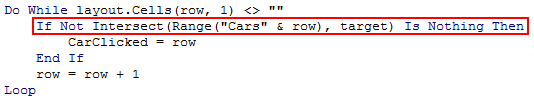 Do While layout.Cells(row, 1) <> ""
If Not Intersect(Range("Cars" & row), target) Is Nothing Then
CarClicked = row
End If
row = row + 1
Loop